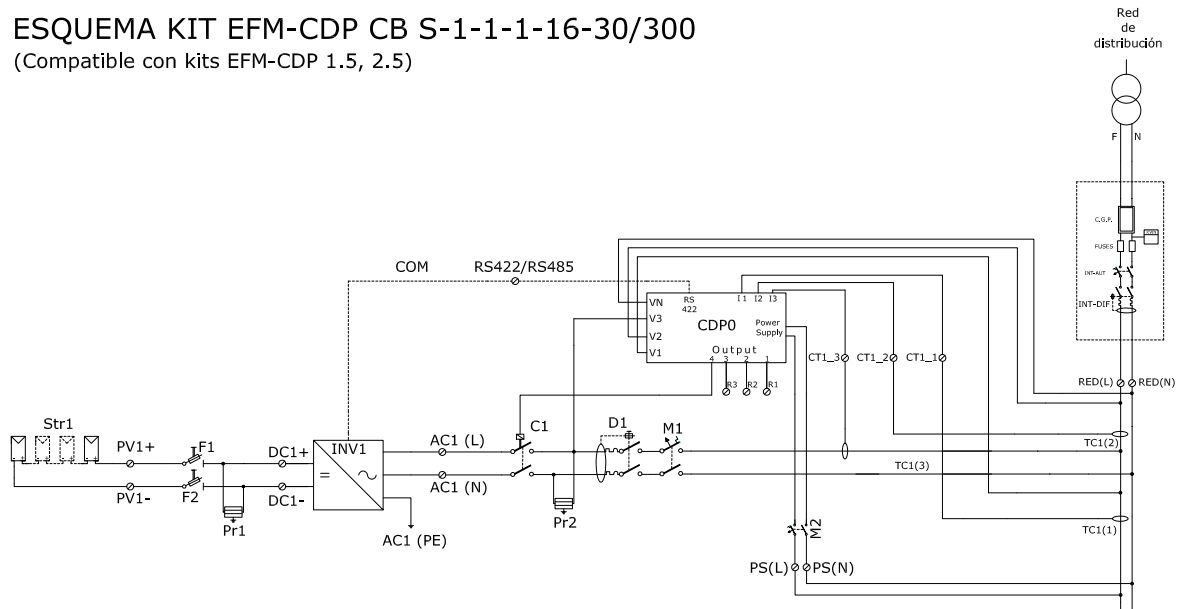 ESQUEMA KIT EFM-CDP CB S-1-1-1-16-30/300
(Compatible con kits EFM-CDP 1.5, 2.5)
Red
de
distribución
F N
C.G.P.
FUSES
INT-AUT
INT-DIF
COM RS422/RS485
VN
V3
V2
V1
RS
422
I1 I2 I3
CDP0
Power
Supply
Output
4 3 2 1
R3 R2 R1
CT1_3 CT1_2 CT1_1
RED(L) RED(N)
Str1
PV1+
PV1-
F1
F2
Pr1
DC1+
DC1-
INV1
=
AC1 (L)
AC1 (N)
AC1 (PE)
C1
Pr2
D1
M1
TC1(2)
TC1(3)
TC1(1)
M2
PS(L) PS(N)